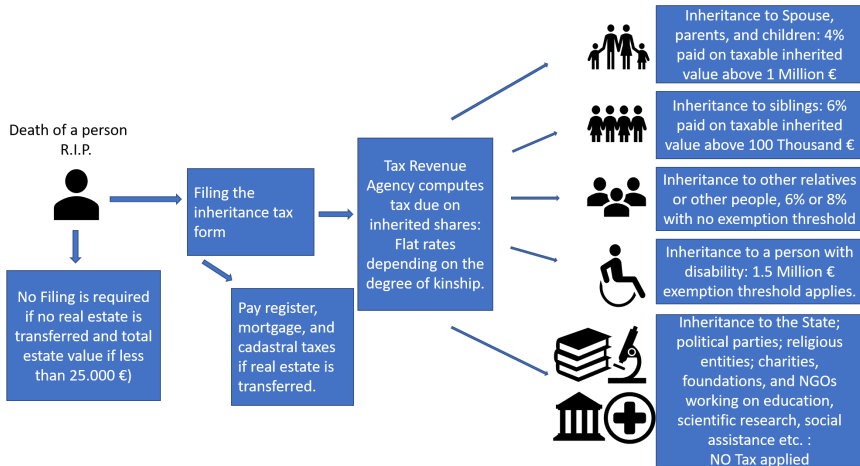 Death of a person
R.I.P.
No Filing is required
if no real estate is
transferred and total
estate value if less
than 25.000 €)
Filing the
inheritance tax
form
Pay register,
mortgage, and
cadastral taxes
if real estate is
transferred.
Tax Revenue
Agency computes
tax due on
inherited shares:
Flat rates
depending on the
degree of kinship.
Inheritance to Spouse,
parents, and children: 4%
paid on taxable inherited
value above 1 Million €
Inheritance to siblings: 6%
paid on taxable inherited
value above 100 Thousand €
Inheritance to other relatives
or other people, 6% or 8%
with no exemption threshold
Inheritance to a person with
disability: 1.5 Million €
exemption threshold applies.
Inheritance to the State;
political parties; religious
entities; charities,
foundations, and NGOs
working on education,
scientific research, social
assistance etc. :
NO Tax applied